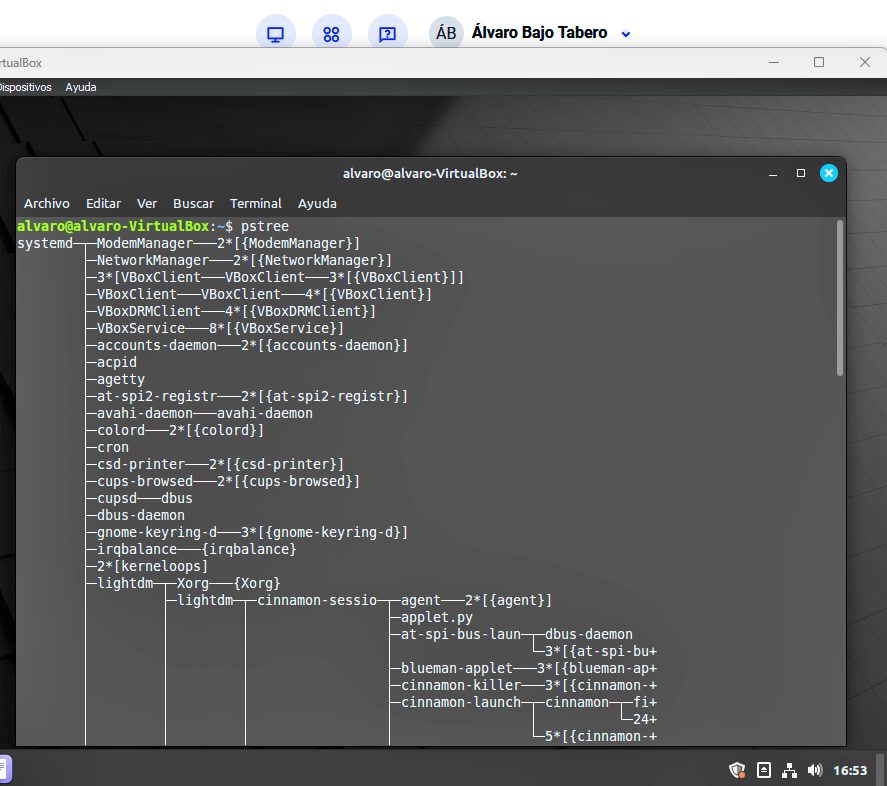 ÁB Álvaro Bajo Tabero
rtualBox
Dispositivos Ayuda
alvaro@alvaro-VirtualBox: ~
Archivo Editar Ver Buscar Terminal Ayuda
alvaro@alvaro-VirtualBox:~$ pstree
systemd─┬─ModemManager───2*[{ModemManager}]
├─NetworkManager───2*[{NetworkManager}]
├─3*[VBoxClient───VBoxClient───3*[{VBoxClient}]]
├─VBoxClient───VBoxClient───4*[{VBoxClient}]
├─VBoxDRMClient───4*[{VBoxDRMClient}]
├─VBoxService───8*[{VBoxService}]
├─accounts-daemon───2*[{accounts-daemon}]
├─acpid
├─agetty
├─at-spi2-registr───2*[{at-spi2-registr}]
├─avahi-daemon───avahi-daemon
├─colord───2*[{colord}]
├─cron
├─csd-printer───2*[{csd-printer}]
├─cups-browsed───2*[{cups-browsed}]
├─cupsd───dbus
├─dbus-daemon
├─gnome-keyring-d───3*[{gnome-keyring-d}]
├─irqbalance───{irqbalance}
├─2*[kerneloops]
├─lightdm─┬─Xorg───{Xorg}
│ ├─lightdm─┬─cinnamon-sessio─┬─agent───2*[{agent}]
│ │ │ ├─applet.py
│ │ │ ├─at-spi-bus-laun─┬─dbus-daemon
│ │ │ │ └─3*[{at-spi-bu+
│ │ │ ├─blueman-applet───3*[{blueman-ap+
│ │ │ ├─cinnamon-killer───3*[{cinnamon-+
│ │ │ ├─cinnamon-launch─┬─cinnamon─┬─fi+
│ │ │ │ │ └─24+
│ │ │ │ └─5*[{cinnamon-+
16:53